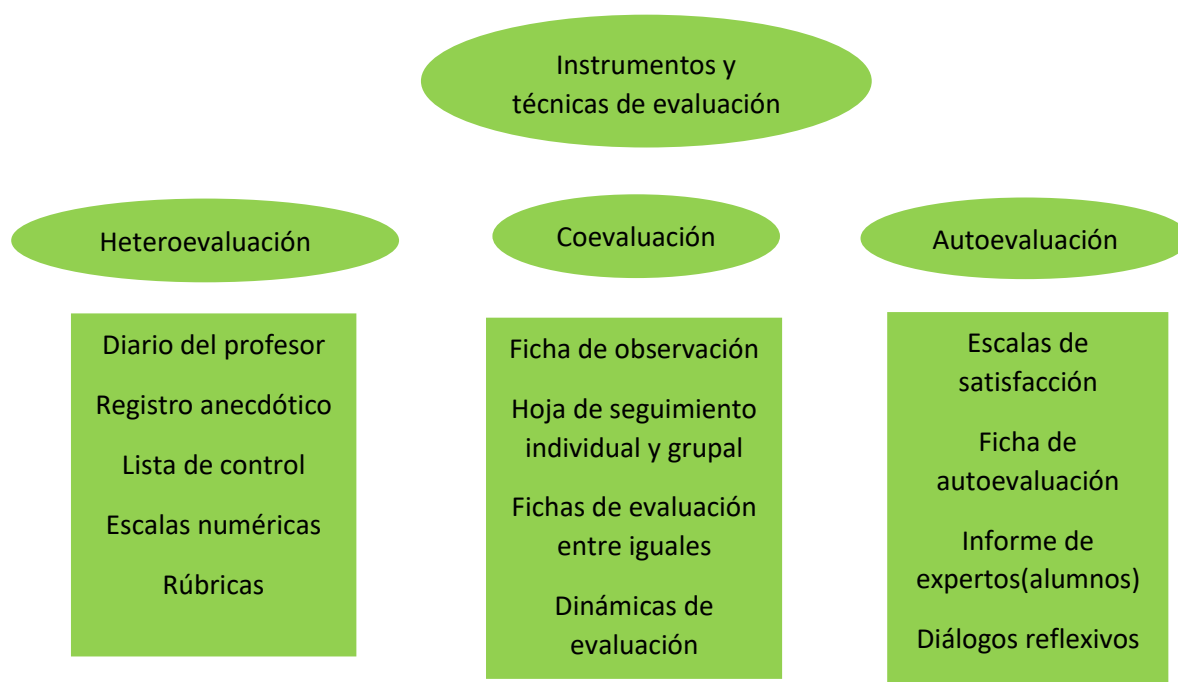 Instrumentos y
técnicas de evaluación
Heteroevaluación
Diario del profesor
Registro anecdótico
Lista de control
Escalas numéricas
Rúbricas
Coevaluación
Ficha de observación
Hoja de seguimiento
individual y grupal
Fichas de evaluación
entre iguales
Dinámicas de
evaluación
Autoevaluación
Escalas de
satisfacción
Ficha de
autoevaluación
Informe de
expertos(alumnos)
Diálogos reflexivos